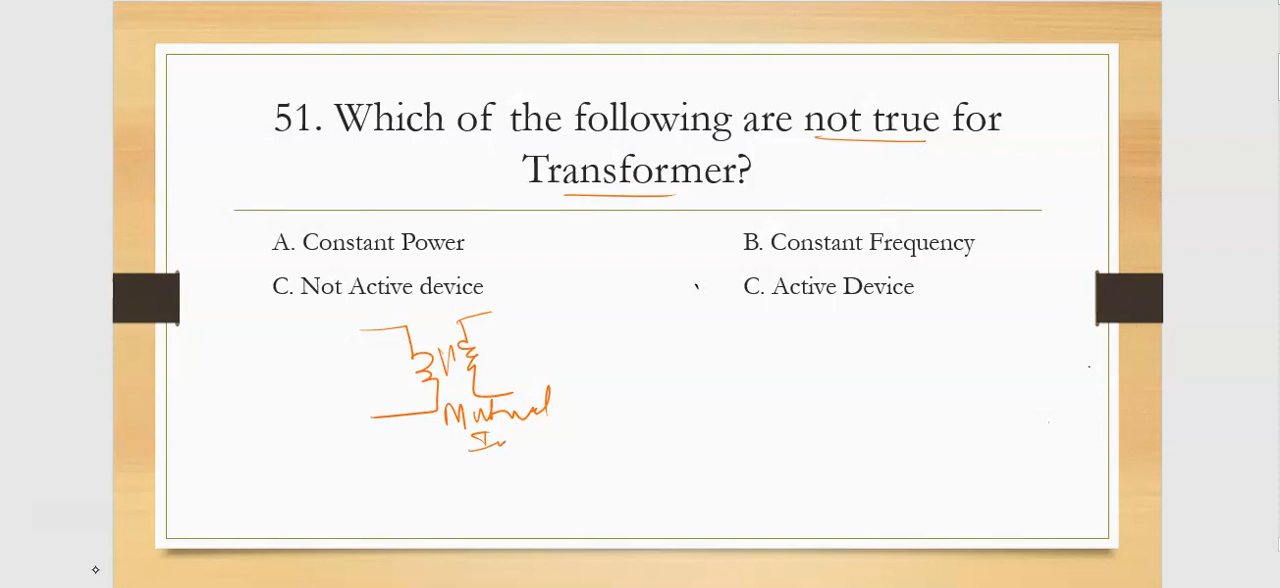 51. Which of the following are not true for
Transformer?
A. Constant Power
B. Constant Frequency
C. Not Active device
C. Active Device
Mutual
In